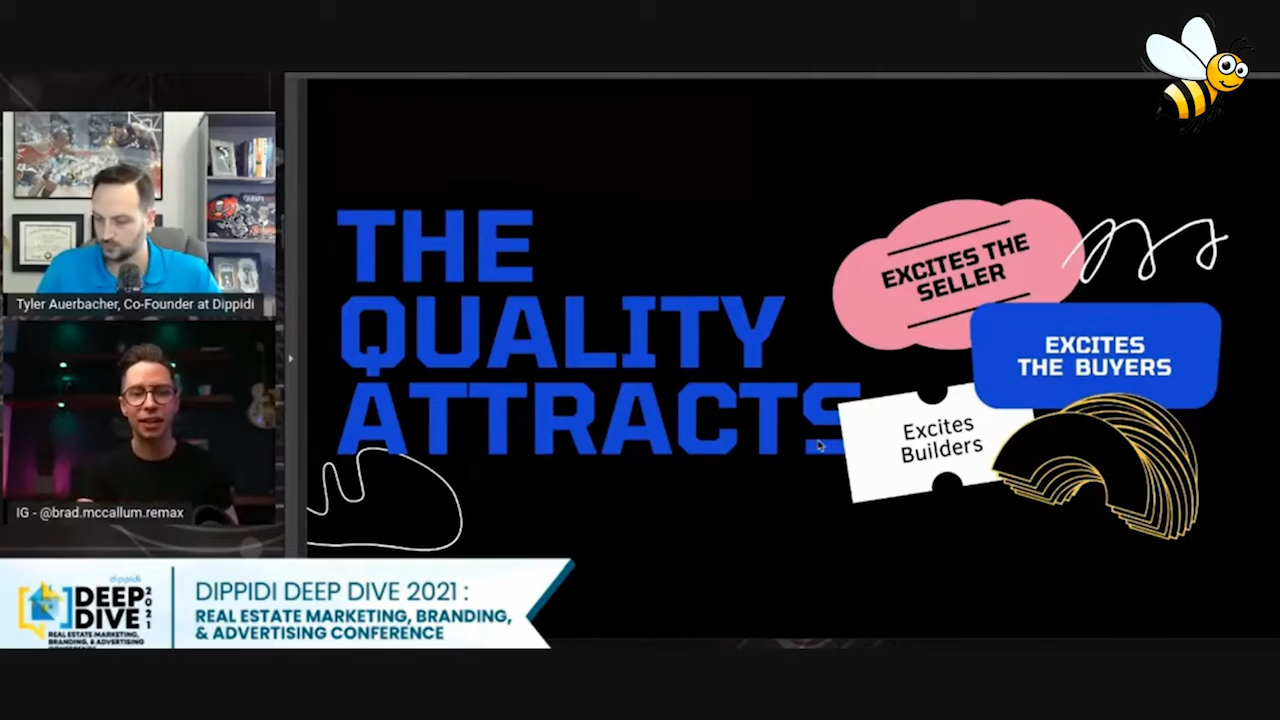 Tyler Auerbacher, Co-Founder at Dippidi
IG - @brad.mccallum.remax
THE
QUALITY
ATTRACTS
EXCITES THE
SELLER
EXCITES
THE BUYERS
Excites
Builders
dippidi
DEEP
DIVE
2021
REAL ESTATE MARKETING,
BRANDING, & ADVERTISING
DIPPIDI DEEP DIVE 2021 :
REAL ESTATE MARKETING, BRANDING,
& ADVERTISING CONFERENCE